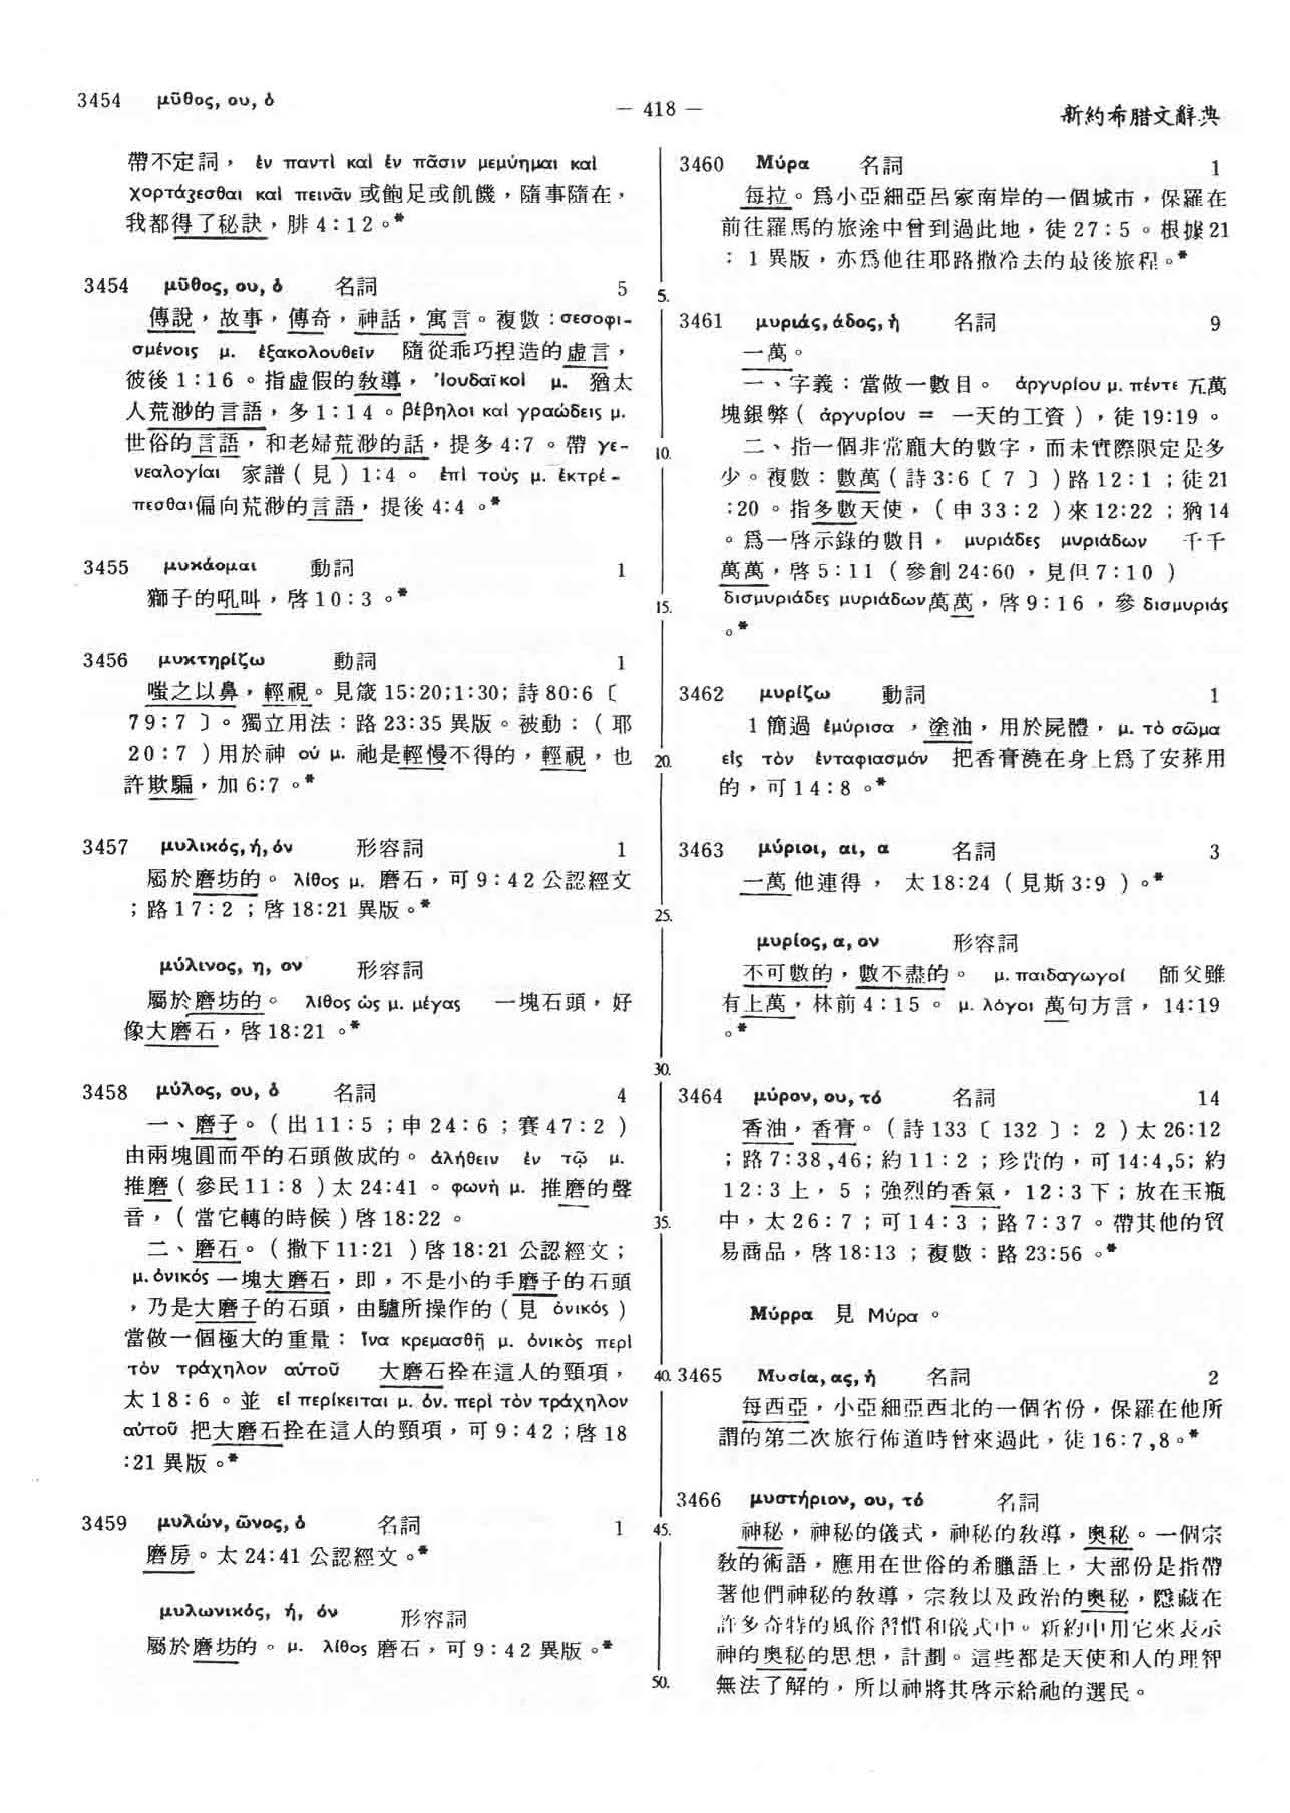 3454 μῦθος, ου, ὁ
— 418 —
新約希腊文辭典
帶不定詞，ἐν παντὶ καὶ ἐν πᾶσιν μεμύημαι καὶ
χορτάζεσθαι καὶ πεινᾶν 或飽足或飢饑，隨事隨在，
我都得了秘訣，腓 4：12。*
3454 μῦθος, ου, ὁ 名詞 5
傳說，故事，傳奇，神話，寓言。複數：σεσοφι-
σμένοις μ. ἐξακολουθεῖν 隨從乖巧揑造的虛言，
彼後 1：16。指虛假的教導，Ἰουδαϊκοὶ μ. 猶太
人荒渺的言語，多 1：14。βέβηλοι καὶ γραώδεις μ.
世俗的言語，和老婦荒渺的話，提多 4:7。帶 γε-
νεαλογίαι 家譜（見）1:4。ἐπὶ τοὺς μ. ἐκτρέ-
πεσθαι偏向荒渺的言語，提後 4:4。*
3455 μυκάομαι 動詞 1
獅子的吼叫，啓 10：3。*
3456 μυκτηρίζω 動詞 1
嗤之以鼻，輕視。見箴 15:20;1:30; 詩 80:6〔
79:7〕。獨立用法：路 23:35 異版。被動：（耶
20：7）用於神 οὐ μ. 祂是輕慢不得的，輕視，也
許欺騙，加 6:7。*
3457 μυλικός, ή, όν 形容詞 1
屬於磨坊的。λίθος μ. 磨石，可 9：42 公認經文
；路 17：2；啓 18:21 異版。*
μύλινος, η, ον 形容詞
屬於磨坊的。λίθος ὡς μ. μέγας 一塊石頭，好
像大磨石，啓 18:21。*
3458 μύλος, ου, ὁ 名詞 4
一、磨子。（出 11：5；申 24：6；賽 47：2）
由兩塊圓而平的石頭做成的。ἀλήθειν ἐν τῷ μ.
推磨（參民 11：8）太 24:41。φωνὴ μ. 推磨的聲
音，（當它轉的時候）啓 18:22。
二、磨石。（撒下 11:21）啓 18:21 公認經文；
μ. ὀνικός 一塊大磨石，即，不是小的手磨子的石頭
，乃是大磨子的石頭，由驢所操作的（見 ὀνικός）
當做一個極大的重量：ἵνα κρεμασθῇ μ. ὀνικὸς περὶ
τὸν τράχηλον αὐτοῦ 大磨石拴在這人的頸項，
太 18：6。並 εἰ περίκειται μ. ὀν. περὶ τὸν τράχηλον
αὐτοῦ 把大磨石拴在這人的頸項，可 9：42；啓 18
:21 異版。*
3459 μυλών, ῶνος, ὁ 名詞 1
磨房。太 24:41 公認經文。*
μυλωνικός, ή, όν 形容詞
屬於磨坊的。μ. λίθος 磨石，可 9：42 異版。*
5.
10.
15.
20.
25.
30.
35.
40.
45.
50.
3460 Μύρα 名詞 1
每拉。爲小亞細亞呂家南岸的一個城市，保羅在
前往羅馬的旅途中曾到過此地，徒 27：5。根據 21
：1 異版，亦爲他往耶路撒冷去的最後旅程。*
3461 μυριάς, άδος, ἡ 名詞 9
一萬。
一、字義：當做一數目。ἀργυρίου μ. πέντε 五萬
塊銀弊（ἀργυρίου = 一天的工資），徒 19:19。
二、指一個非常龐大的數字，而未實際限定是多
少。複數：數萬（詩 3:6〔7〕）路 12：1；徒 21
:20。指多數天使，（申 33：2）來 12:22；猶 14
。爲一啓示錄的數目，μυριάδες μυριάδων 千千
萬萬，啓 5：11（參創 24:60，見但 7：10）
δισμυριάδες μυριάδων萬萬，啓 9：16，參 δισμυριάς
。*
3462 μυρίζω 動詞 1
1 簡過 ἐμύρισα，塗油，用於屍體，μ. τὸ σῶμα
εἰς τὸν ἐνταφιασμόν 把香膏澆在身上爲了安葬用
的，可 14：8。*
3463 μύριοι, αι, α 名詞 3
一萬他連得，太 18:24（見斯 3:9）。*
μυρίος, α, ον 形容詞
不可數的，數不盡的。μ. παιδαγωγοί 師父雖
有上萬，林前 4：15。μ. λόγοι 萬句方言，14:19
。*
3464 μύρον, ου, τό 名詞 14
香油，香膏。（詩 133〔132〕：2）太 26:12
；路 7:38,46; 約 11：2；珍貴的，可 14:4,5; 約
12：3 上，5；強烈的香氣，12：3 下；放在玉瓶
中，太 26：7；可 14：3；路 7：37。帶其他的貿
易商品，啓 18:13；複數：路 23:56。*
Μύρρα 見 Μύρα。
3465 Μυσία, ας, ἡ 名詞 2
每西亞，小亞細亞西北的一個省份，保羅在他所
謂的第二次旅行佈道時曾來過此，徒 16：7,8。*
3466 μυστήριον, ου, τό 名詞
神秘，神秘的儀式，神秘的教導，奧秘。一個宗
教的術語，應用在世俗的希臘語上，大部份是指帶
著他們神秘的教導，宗教以及政治的奧秘，隱藏在
許多奇特的風俗習慣和儀式中。新約中用它來表示
神的奧秘的思想，計劃。這些都是天使和人的理智
無法了解的，所以神將其啓示給祂的選民。